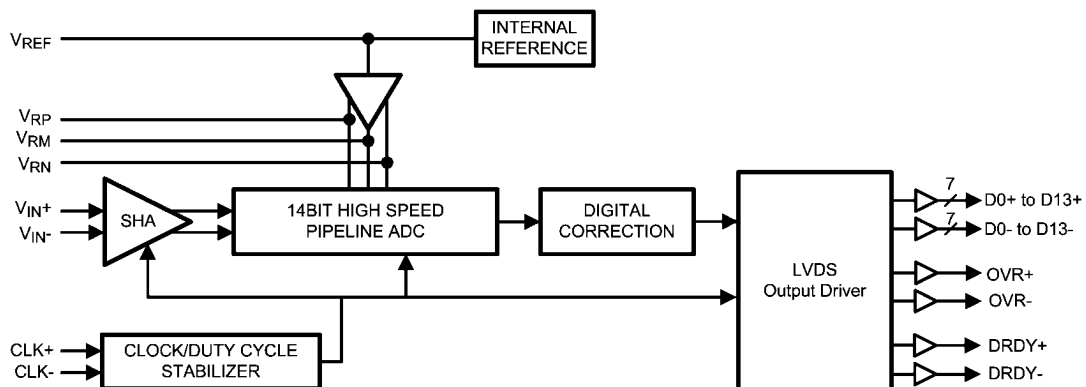 VREF
INTERNAL
REFERENCE
VRP
VRM
VRN
VIN+
VIN-
SHA
14BIT HIGH SPEED
PIPELINE ADC
DIGITAL
CORRECTION
LVDS
Output Driver
7
D0+ to D13+
7
D0- to D13-
OVR+
OVR-
DRDY+
DRDY-
CLK+
CLK-
CLOCK/DUTY CYCLE
STABILIZER